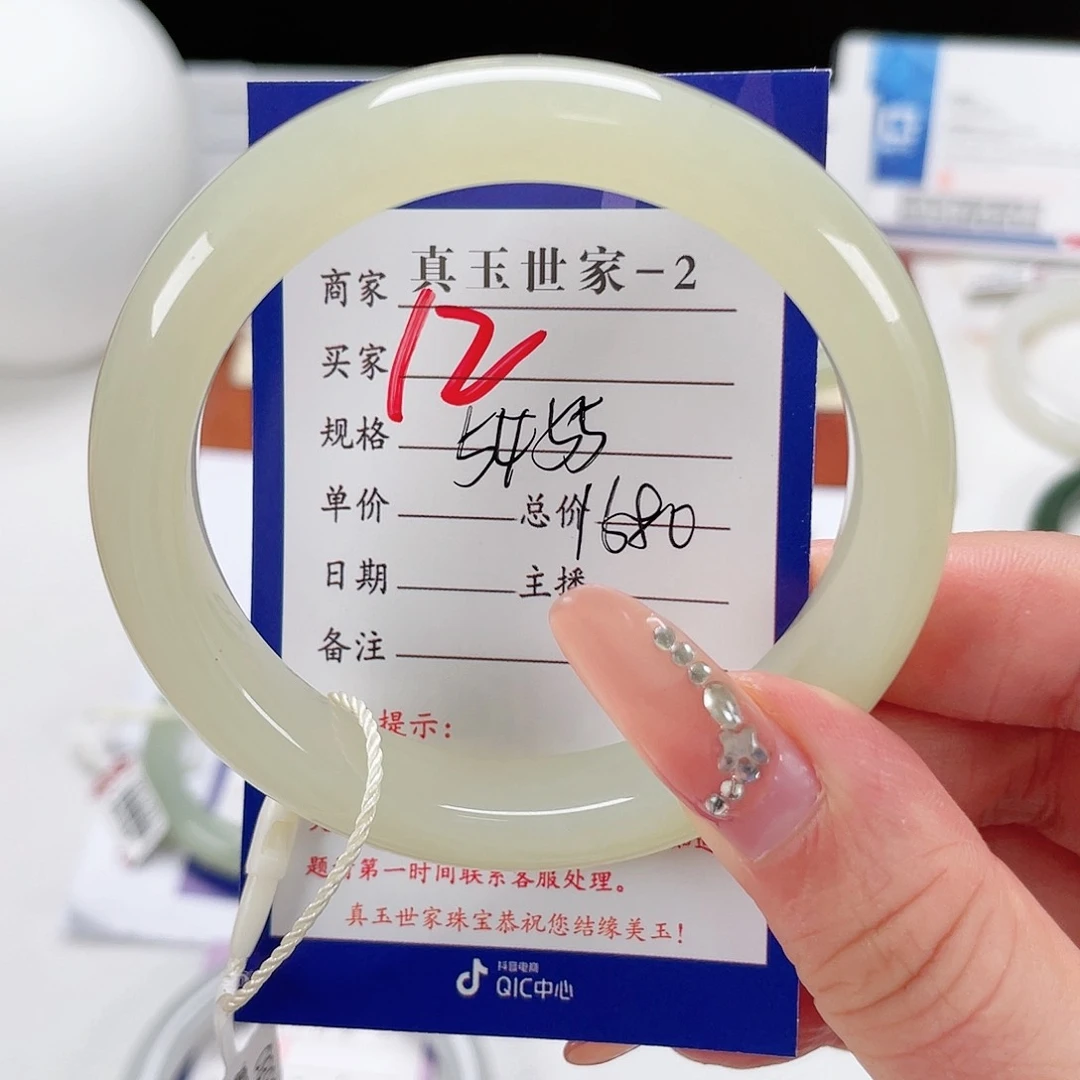 商家 真玉世家-2
买家 12
规格 54 55
单价 总价 1680
日期 主播
备注
提示:
题请第一时间联系客服处理。
真玉世家珠宝恭祝您结缘美玉!
抖音电商
QIC中心